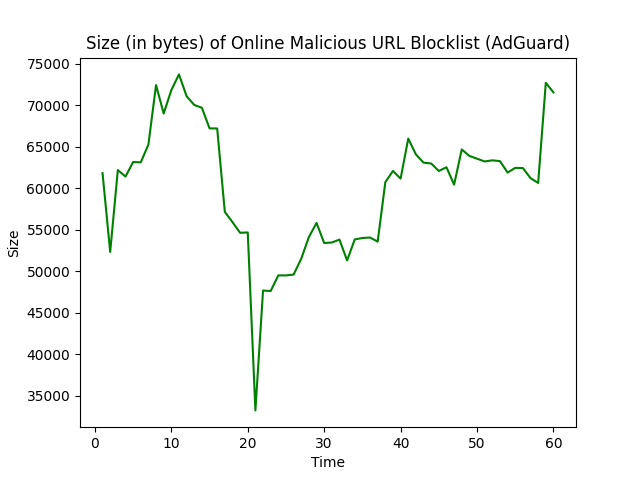 Size (in bytes) of Online Malicious URL Blocklist (AdGuard)
75000
70000
65000
60000
55000
50000
45000
40000
35000
Size
0 10 20 30 40 50 60
Time